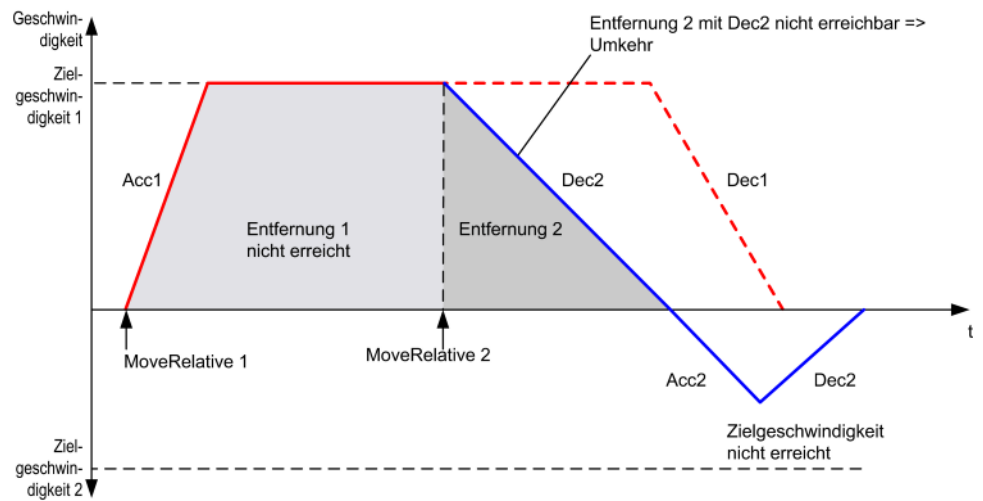 Geschwin-
digkeit
Entfernung 2 mit Dec2 nicht erreichbar =>
Umkehr
Ziel-
geschwin-
digkeit 1
Acc1
Dec2
Dec1
Entfernung 1
nicht erreicht
Entfernung 2
t
MoveRelative 1
MoveRelative 2
Acc2
Dec2
Zielgeschwindigkeit
nicht erreicht
Ziel-
geschwin-
digkeit 2